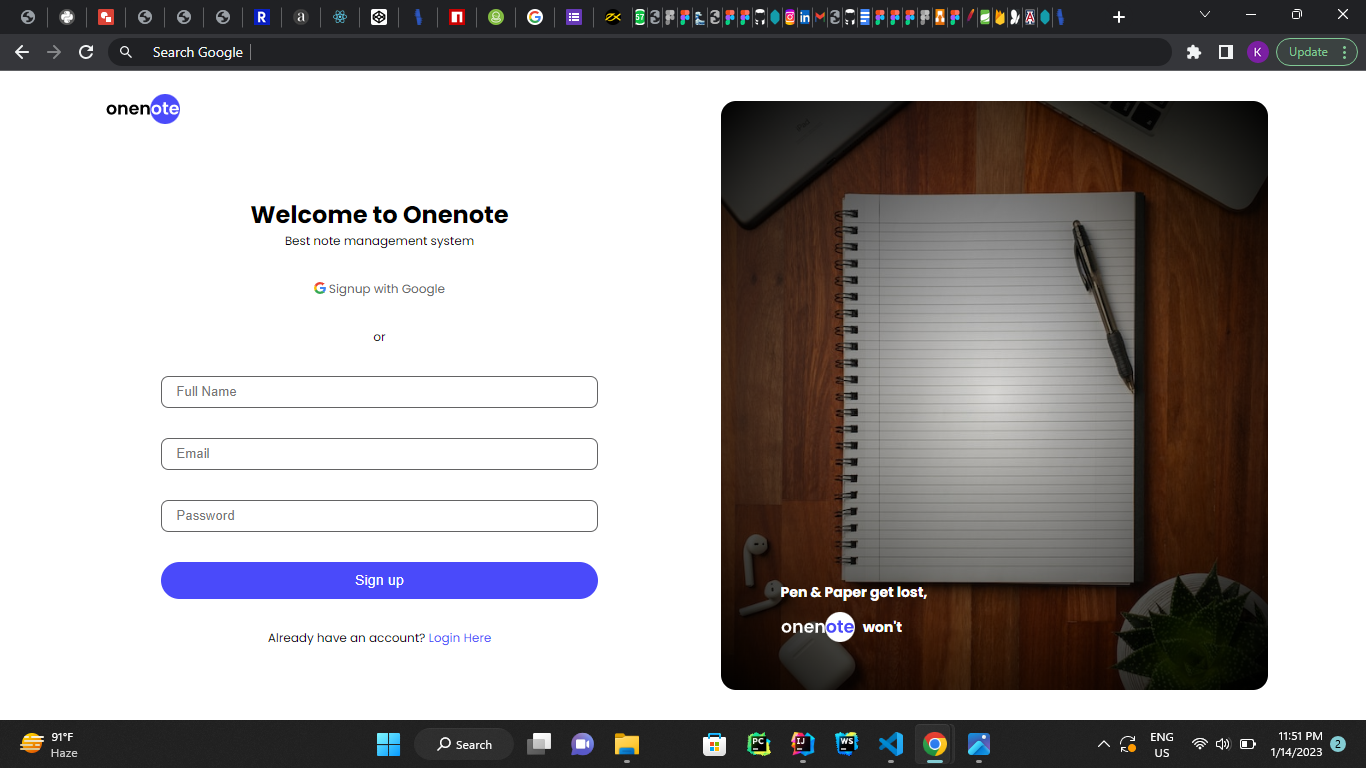 Search Google
K
Update
onenote
Welcome to Onenote
Best note management system
Signup with Google
or
Full Name
Email
Password
Sign up
Already have an account? Login Here
Pen & Paper get lost,
onenote won't
91°F
Haze
Search
ENG
US
11:51 PM
1/14/2023
2